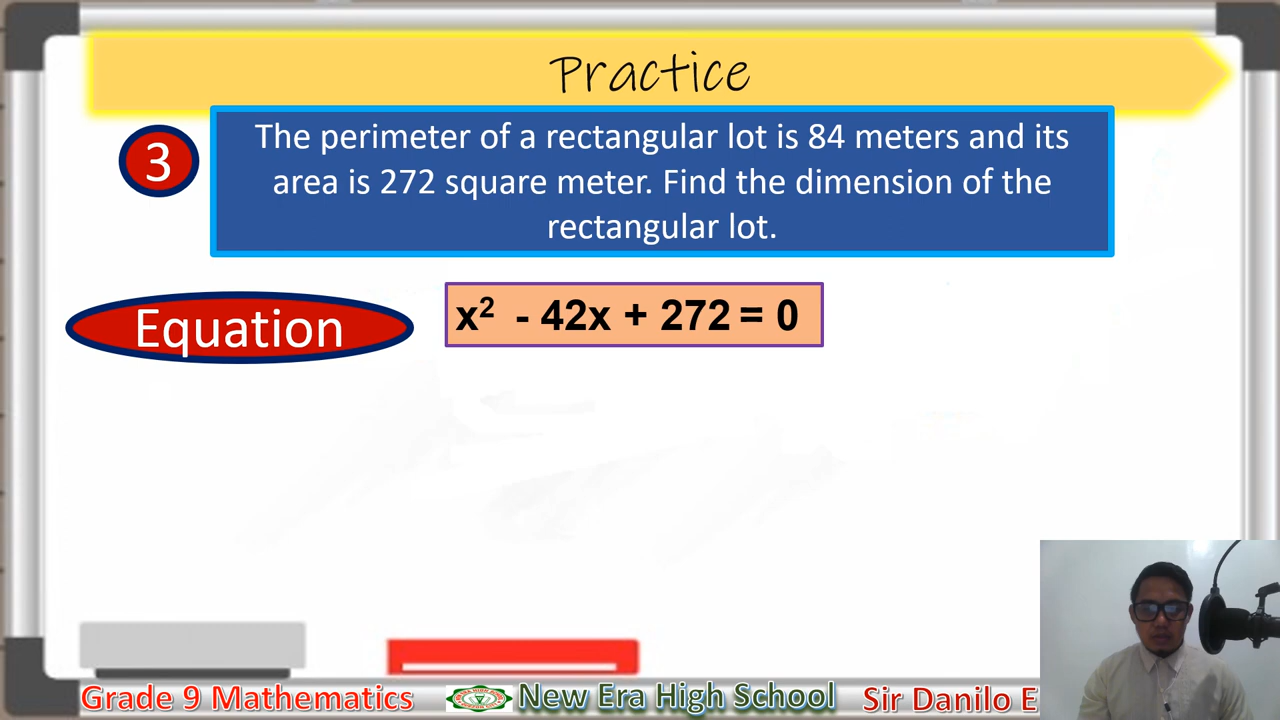 Practice
3
The perimeter of a rectangular lot is 84 meters and its
area is 272 square meter. Find the dimension of the
rectangular lot.
Equation
x² - 42x + 272 = 0
Grade 9 Mathematics
New Era High School
Sir Danilo E